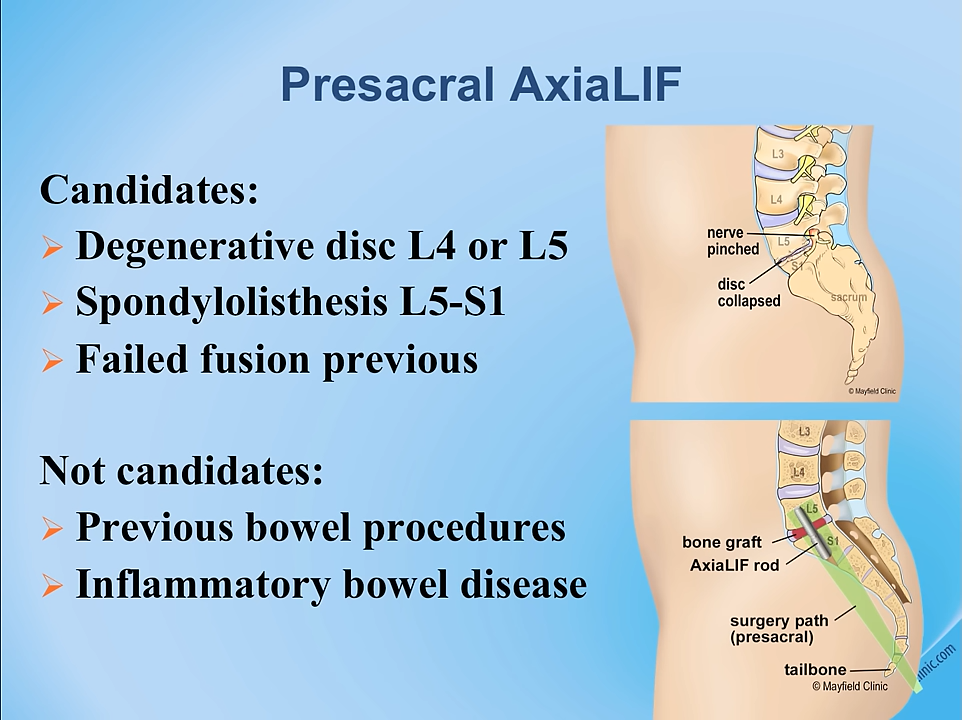 Presacral AxiaLIF
Candidates:
Degenerative disc L4 or L5
Spondylolisthesis L5-S1
Failed fusion previous
Not candidates:
Previous bowel procedures
Inflammatory bowel disease
L3
L4
nerve
pinched
L5
S1
disc
collapsed
sacrum
© Mayfield Clinic
L3
L4
L5
S1
bone graft
AxiaLIF rod
surgery path
(presacral)
tailbone
© Mayfield Clinic